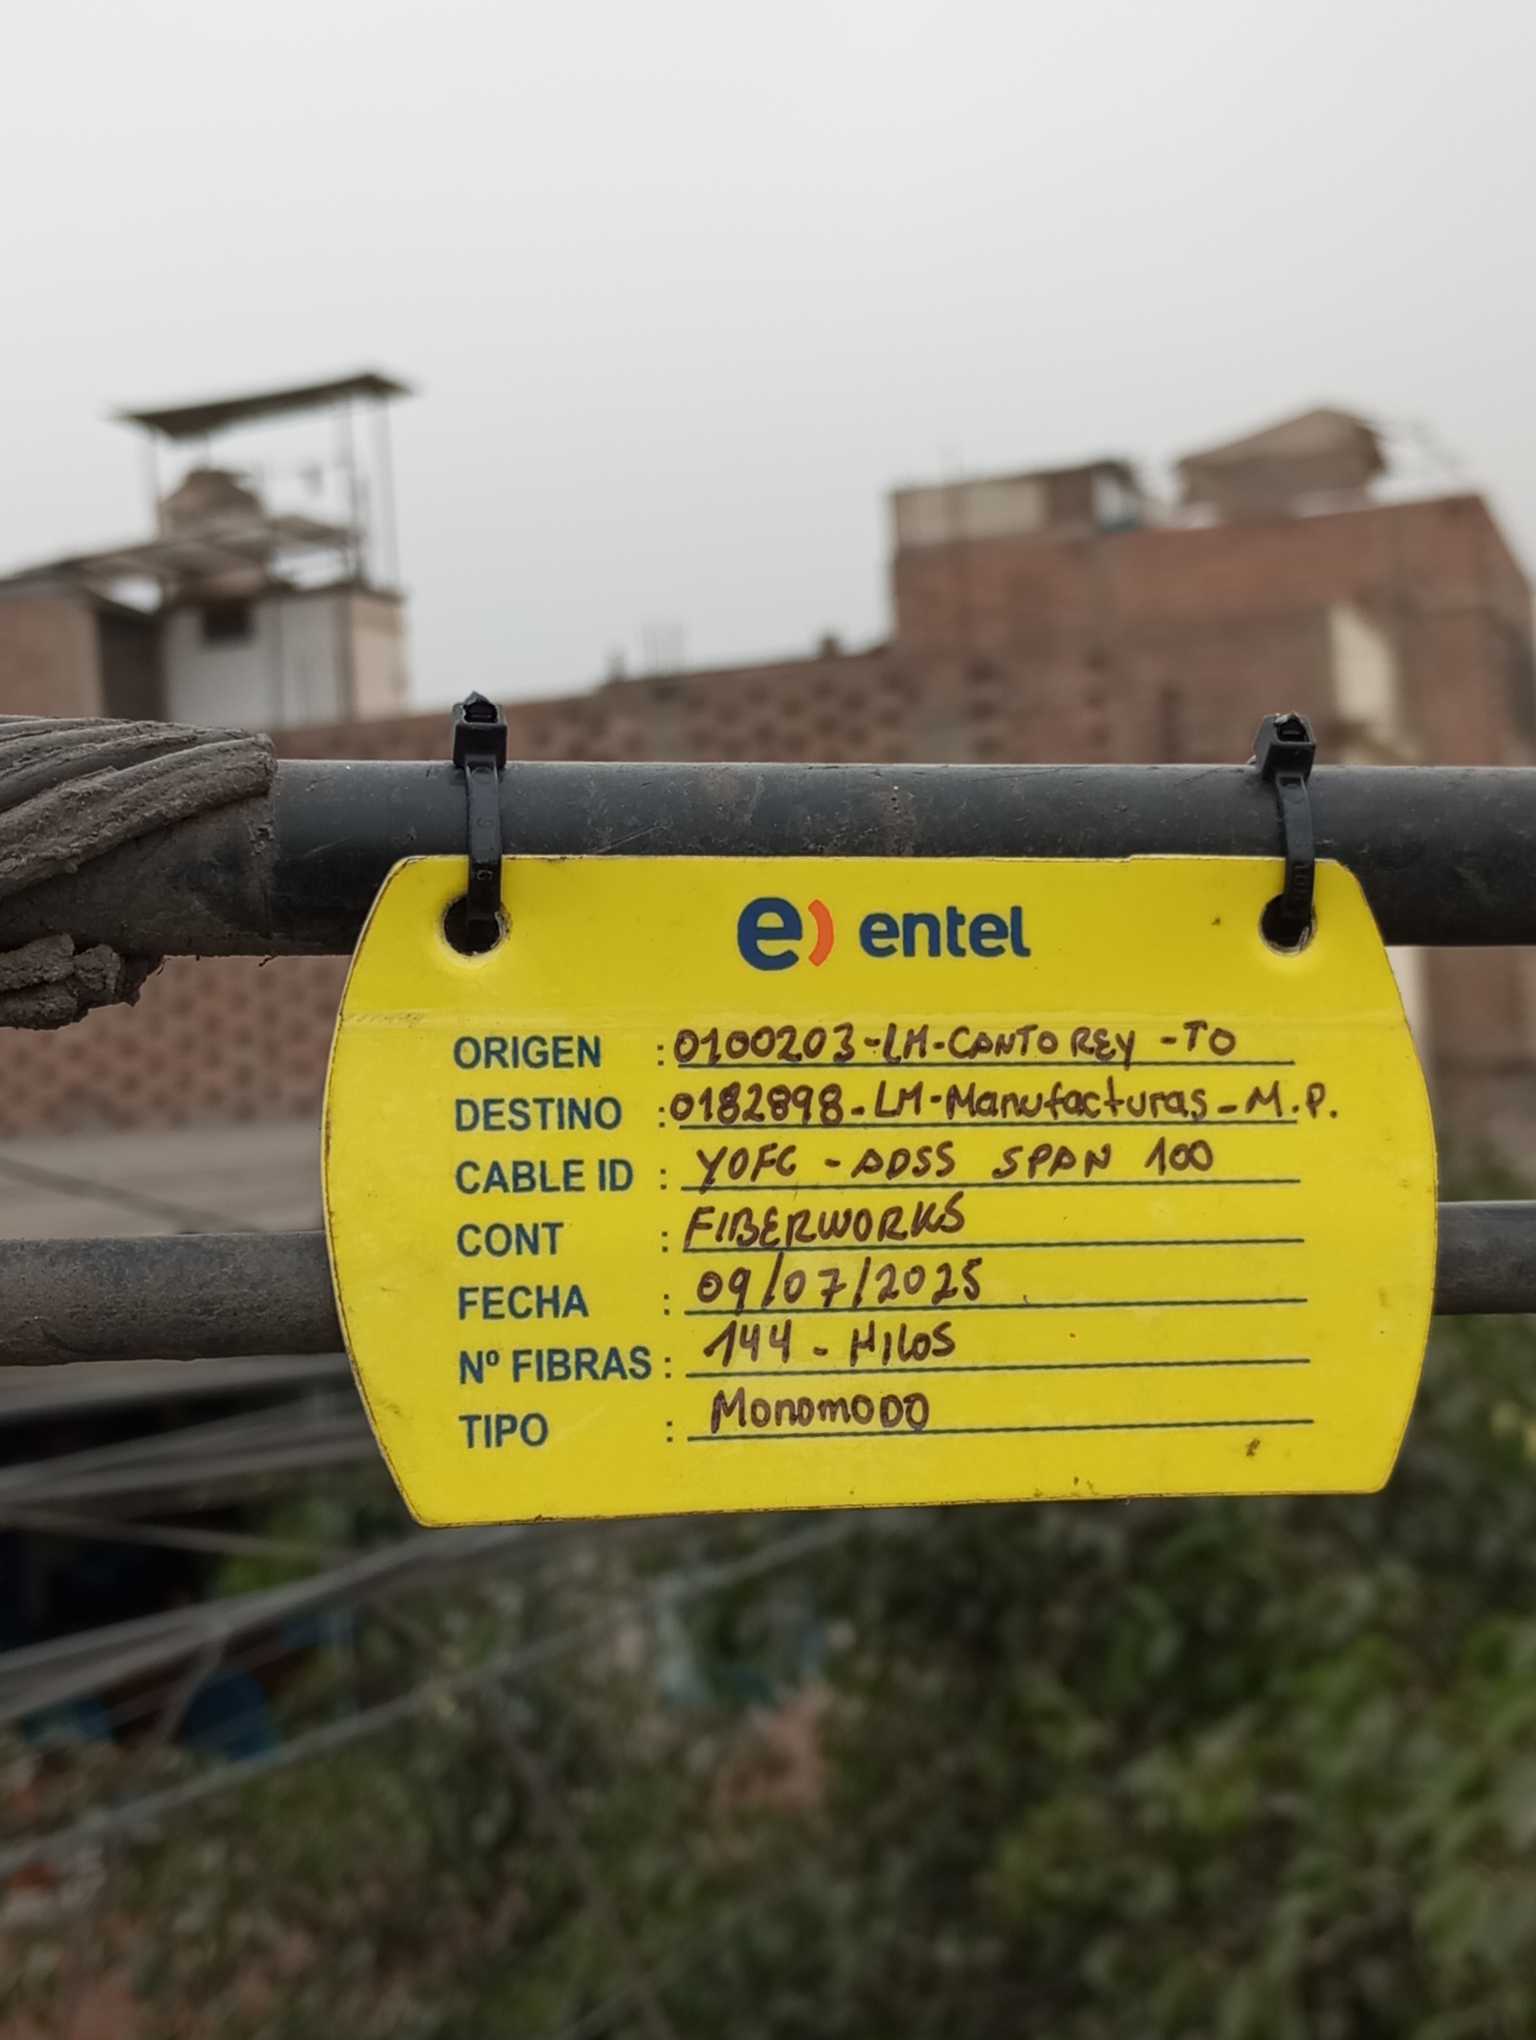 e) entel
ORIGEN : 0100203-LM-CANTO REY -TO
DESTINO : 0182898-LM-Manufacturas-M.P.
CABLE ID : YOFC - ADSS SPAN 100
CONT : FIBERWORKS
FECHA : 09/07/2025
Nº FIBRAS : 144 - HILOS
TIPO : MonomoDO